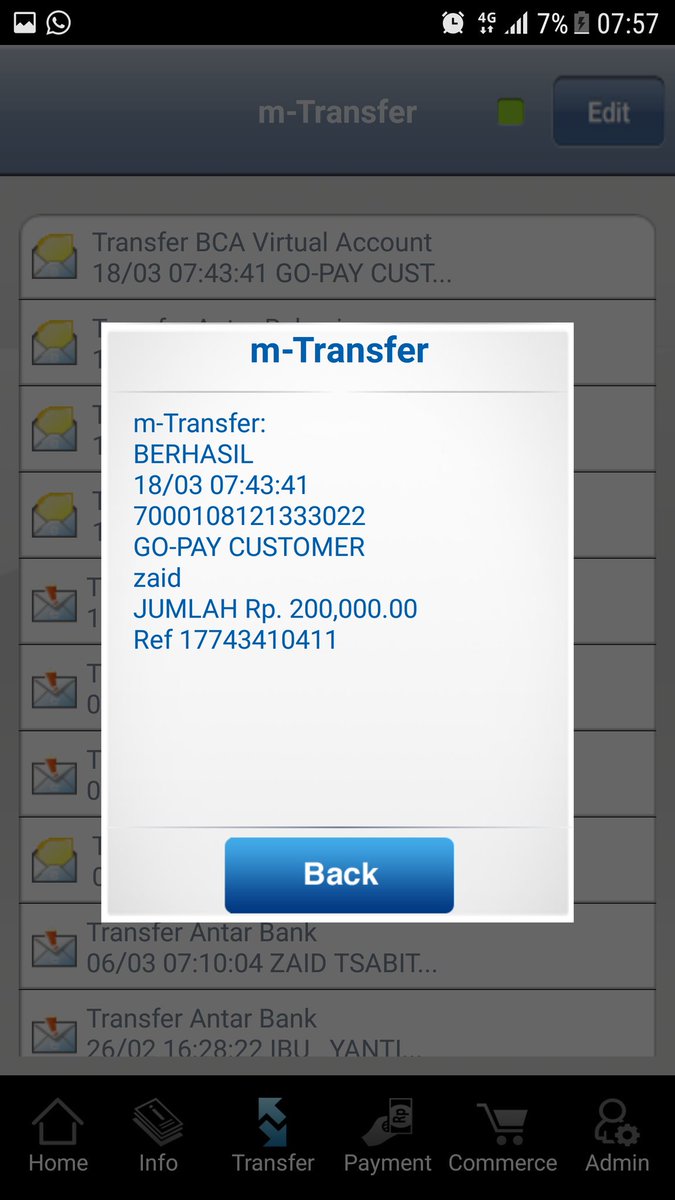 4G 7% 07:57
m-Transfer Edit
Transfer BCA Virtual Account
18/03 07:43:41 GO-PAY CUST...
m-Transfer
m-Transfer:
BERHASIL
18/03 07:43:41
7000108121333022
GO-PAY CUSTOMER
zaid
JUMLAH Rp. 200,000.00
Ref 17743410411
Back
Transfer Antar Bank
06/03 07:10:04 ZAID TSABIT...
Transfer Antar Bank
26/02 16:28:22 IBU YANTI...
Rp
Home Info Transfer Payment Commerce Admin